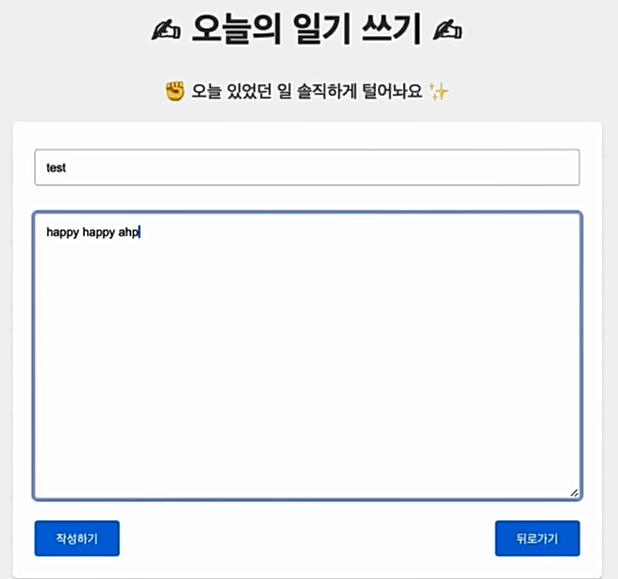 ✍ 오늘의 일기 쓰기 ✍
✊ 오늘 있었던 일 솔직하게 털어놔요 ✨
test
happy happy ahp
작성하기
뒤로가기